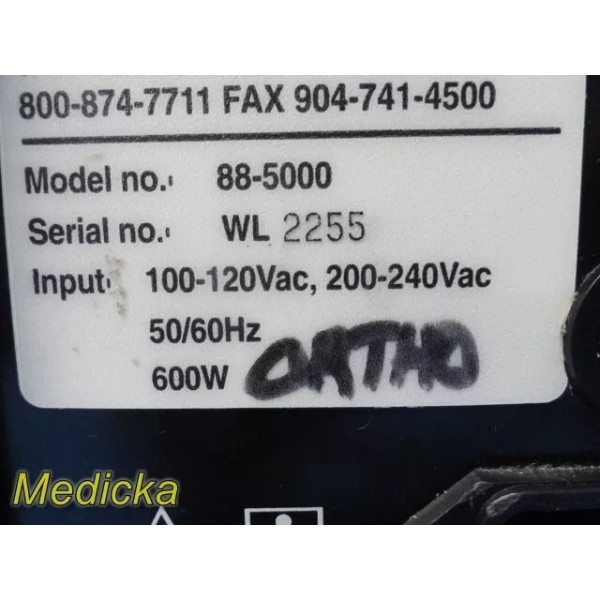 800-874-7711 FAX 904-741-4500
Model no.: 88-5000
Serial no.: WL 2255
Input: 100-120Vac, 200-240Vac
50/60Hz
600W ORTHO
Medicka